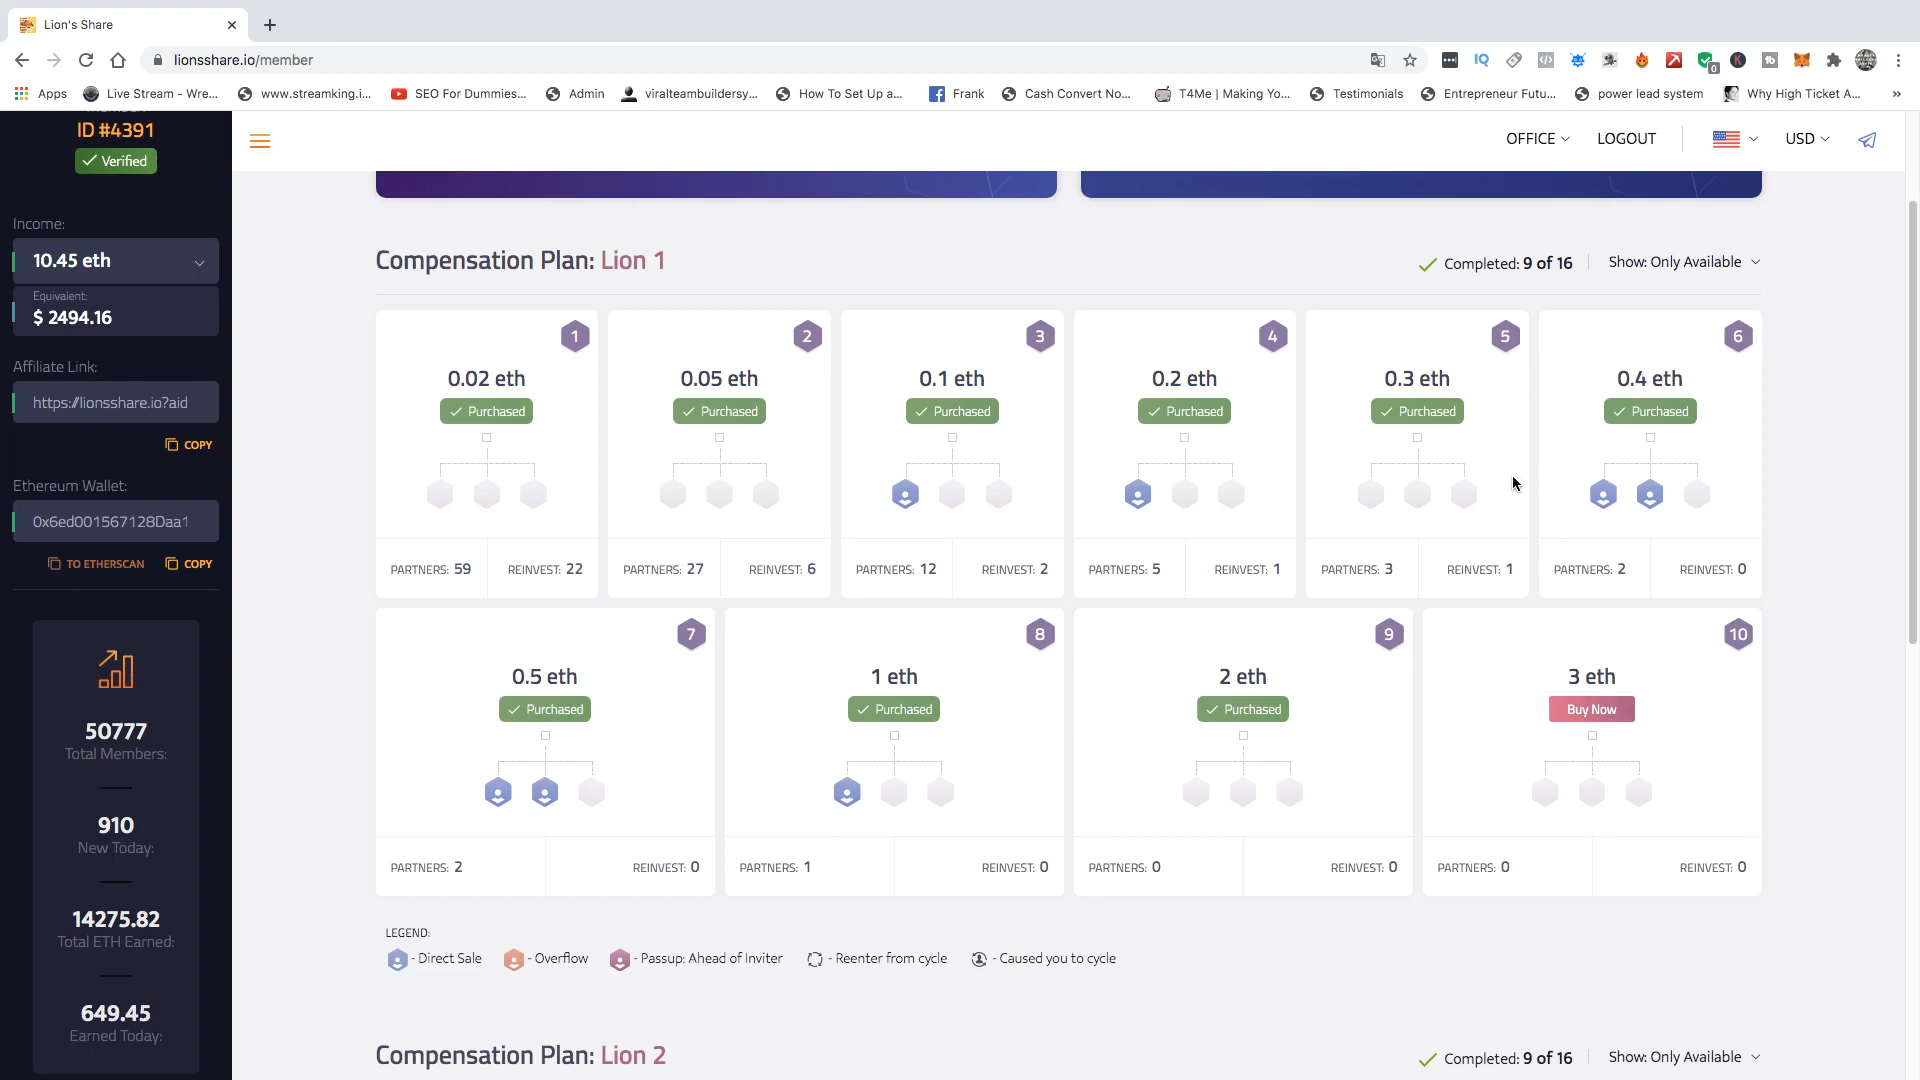 Lion's Share
lionsshare.io/member
Apps
Live Stream - Wre...
www.streamking.i...
SEO For Dummies...
Admin
viralteambuildersy...
How To Set Up a...
Frank
Cash Convert No...
T4Me | Making Yo...
Testimonials
Entrepreneur Futu...
power lead system
Why High Ticket A...
»
ID #4391
Verified
OFFICE
LOGOUT
USD
Income:
10.45 eth
Equivalent:
$ 2494.16
Affiliate Link:
https://lionsshare.io?aid
COPY
Ethereum Wallet:
0x6ed001567128Daa1
TO ETHERSCAN
COPY
50777
Total Members:
910
New Today:
14275.82
Total ETH Earned:
649.45
Earned Today:
Compensation Plan: Lion 1
Completed: 9 of 16
Show: Only Available
1
0.02 eth
Purchased
PARTNERS: 59
REINVEST: 22
2
0.05 eth
Purchased
PARTNERS: 27
REINVEST: 6
3
0.1 eth
Purchased
PARTNERS: 12
REINVEST: 2
4
0.2 eth
Purchased
PARTNERS: 5
REINVEST: 1
5
0.3 eth
Purchased
PARTNERS: 3
REINVEST: 1
6
0.4 eth
Purchased
PARTNERS: 2
REINVEST: 0
7
0.5 eth
Purchased
PARTNERS: 2
REINVEST: 0
8
1 eth
Purchased
PARTNERS: 1
REINVEST: 0
9
2 eth
Purchased
PARTNERS: 0
REINVEST: 0
10
3 eth
Buy Now
PARTNERS: 0
REINVEST: 0
LEGEND:
- Direct Sale
- Overflow
- Passup: Ahead of Inviter
- Reenter from cycle
- Caused you to cycle
Compensation Plan: Lion 2
Completed: 9 of 16
Show: Only Available